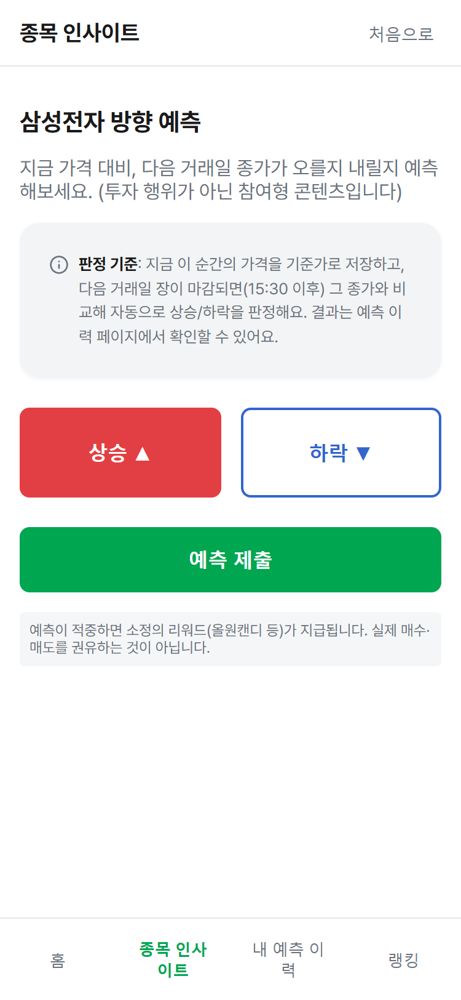 종목 인사이트
처음으로
삼성전자 방향 예측
지금 가격 대비, 다음 거래일 종가가 오를지 내릴지 예측
해보세요. (투자 행위가 아닌 참여형 콘텐츠입니다)
판정 기준: 지금 이 순간의 가격을 기준가로 저장하고,
다음 거래일 장이 마감되면(15:30 이후) 그 종가와 비
교해 자동으로 상승/하락을 판정해요. 결과는 예측 이
력 페이지에서 확인할 수 있어요.
상승 ▲
하락 ▼
예측 제출
예측이 적중하면 소정의 리워드(올원캔디 등)가 지급됩니다. 실제 매수·
매도를 권유하는 것이 아닙니다.
홈
종목 인사
이트
내 예측 이
력
랭킹